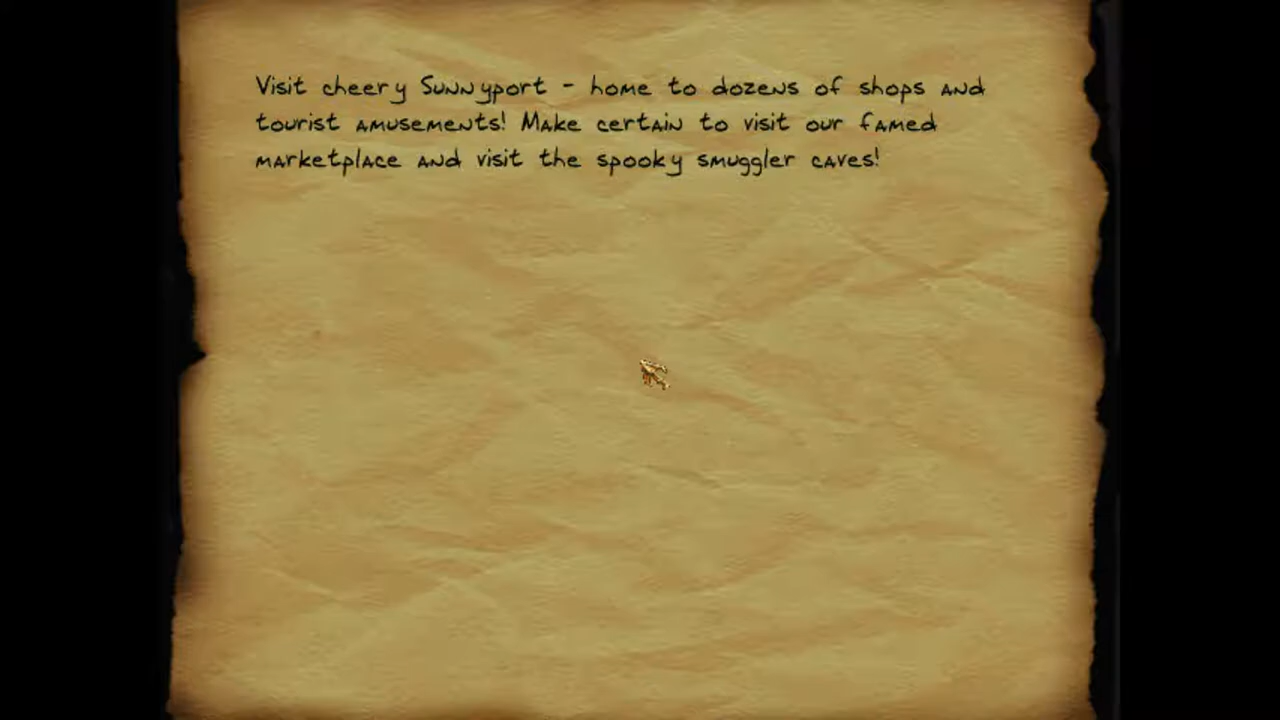 Visit cheery Sunnyport - home to dozens of shops and
tourist amusements! Make certain to visit our famed
marketplace and visit the spooky smuggler caves!